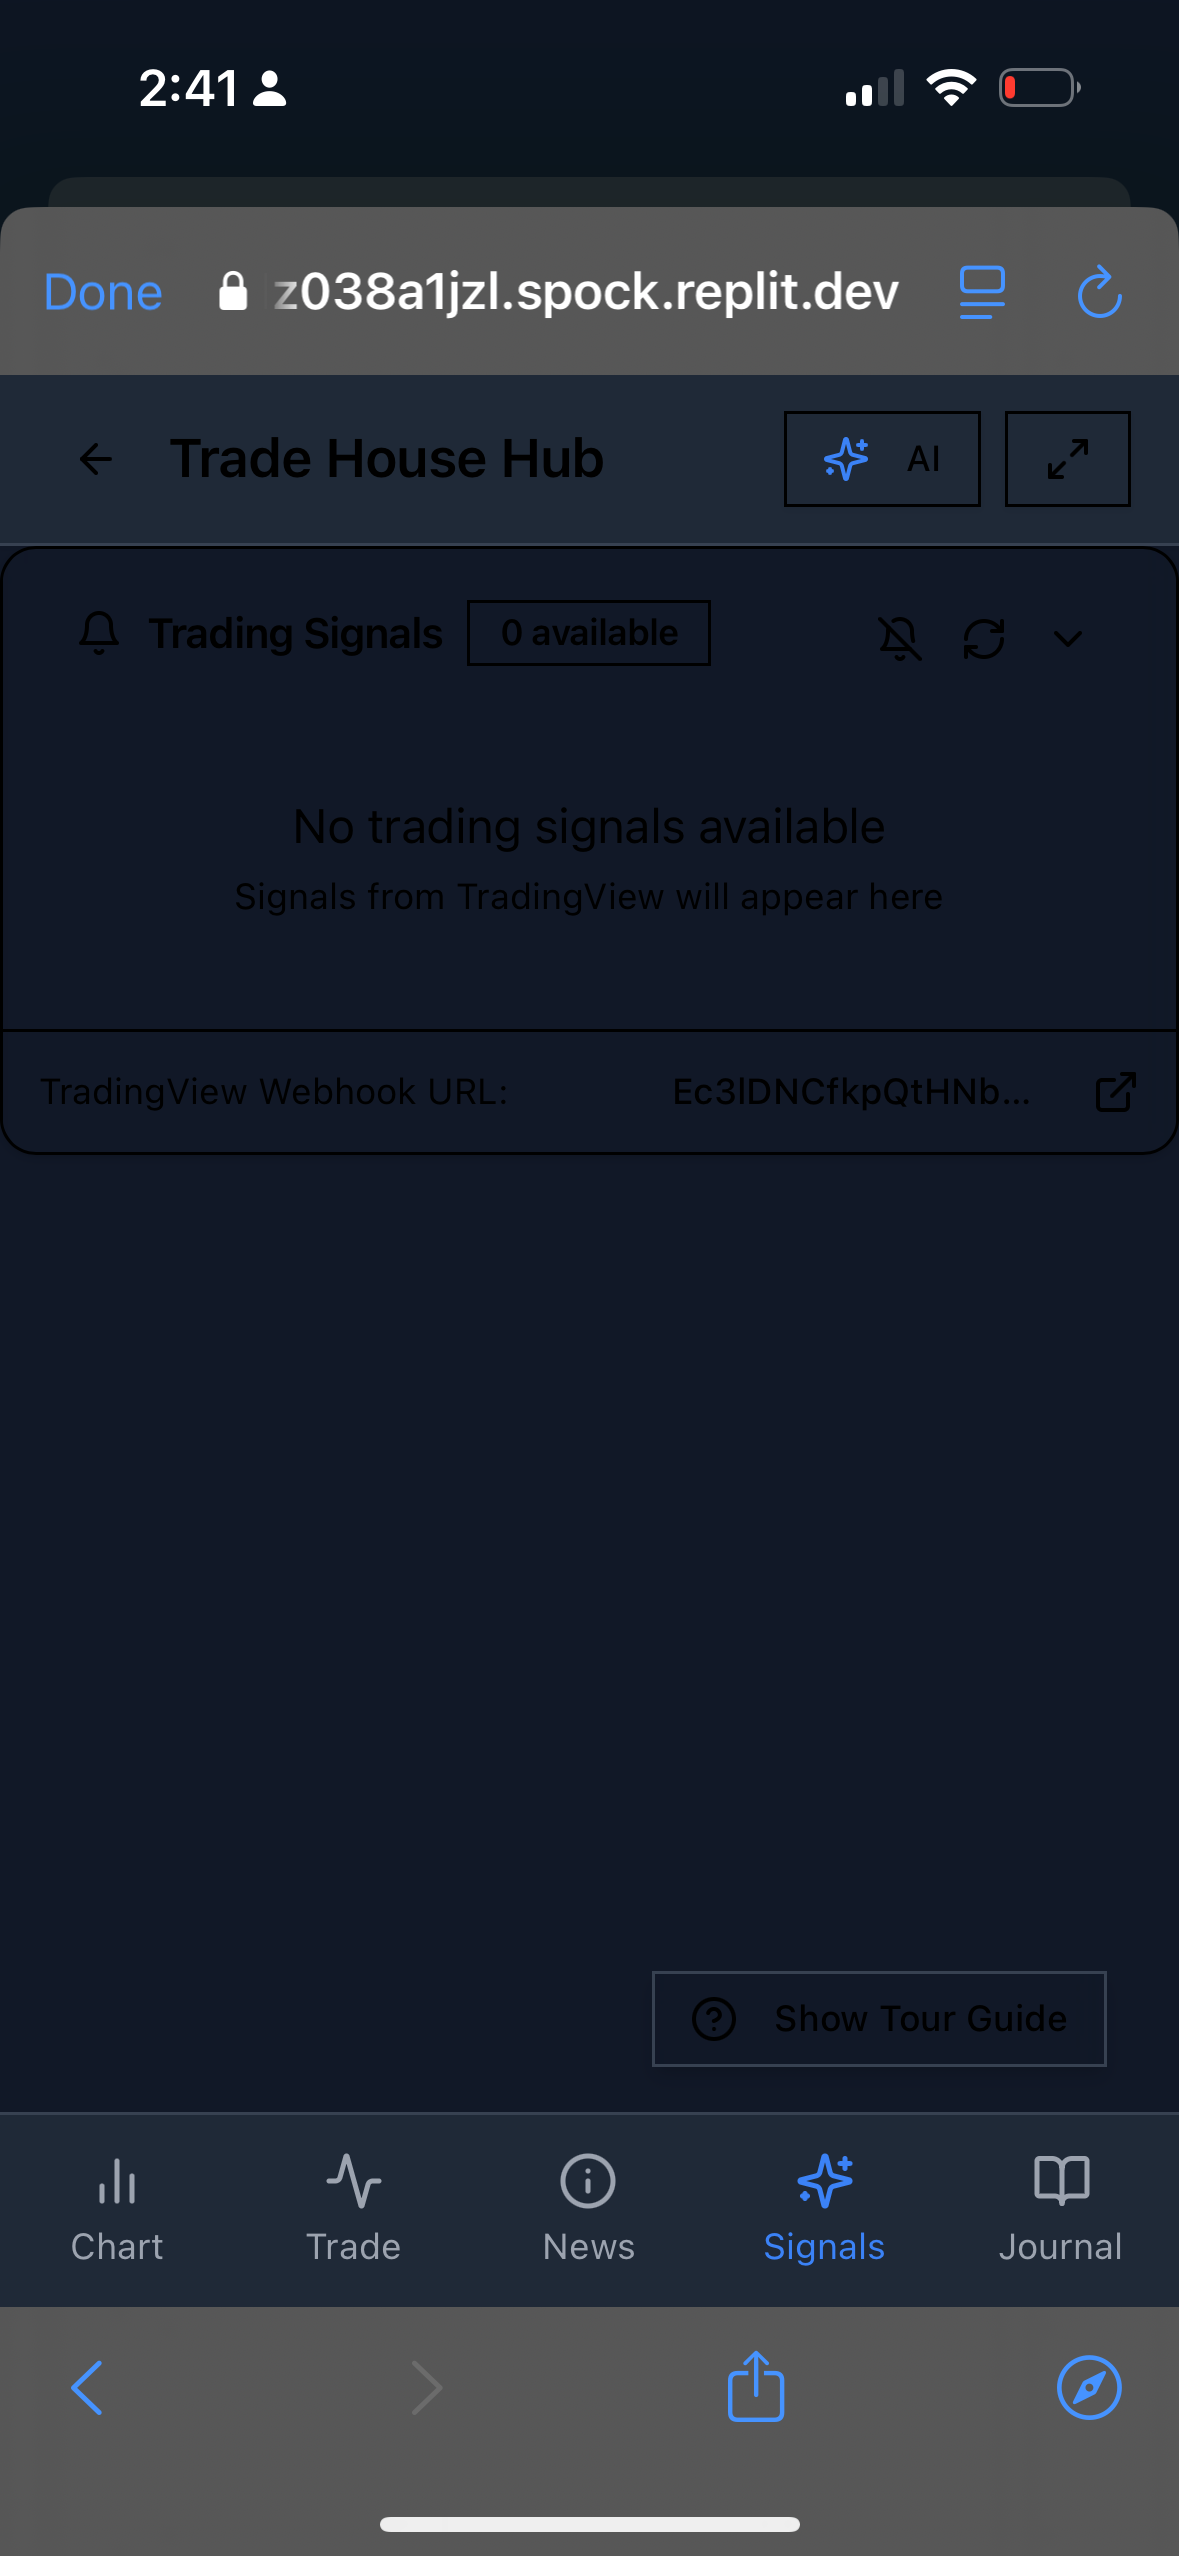 2:41
Done
z038a1jzl.spock.replit.dev
Trade House Hub
AI
Trading Signals
0 available
No trading signals available
Signals from TradingView will appear here
TradingView Webhook URL:
Ec3lDNCfkpQtHNb...
Show Tour Guide
Chart
Trade
News
Signals
Journal